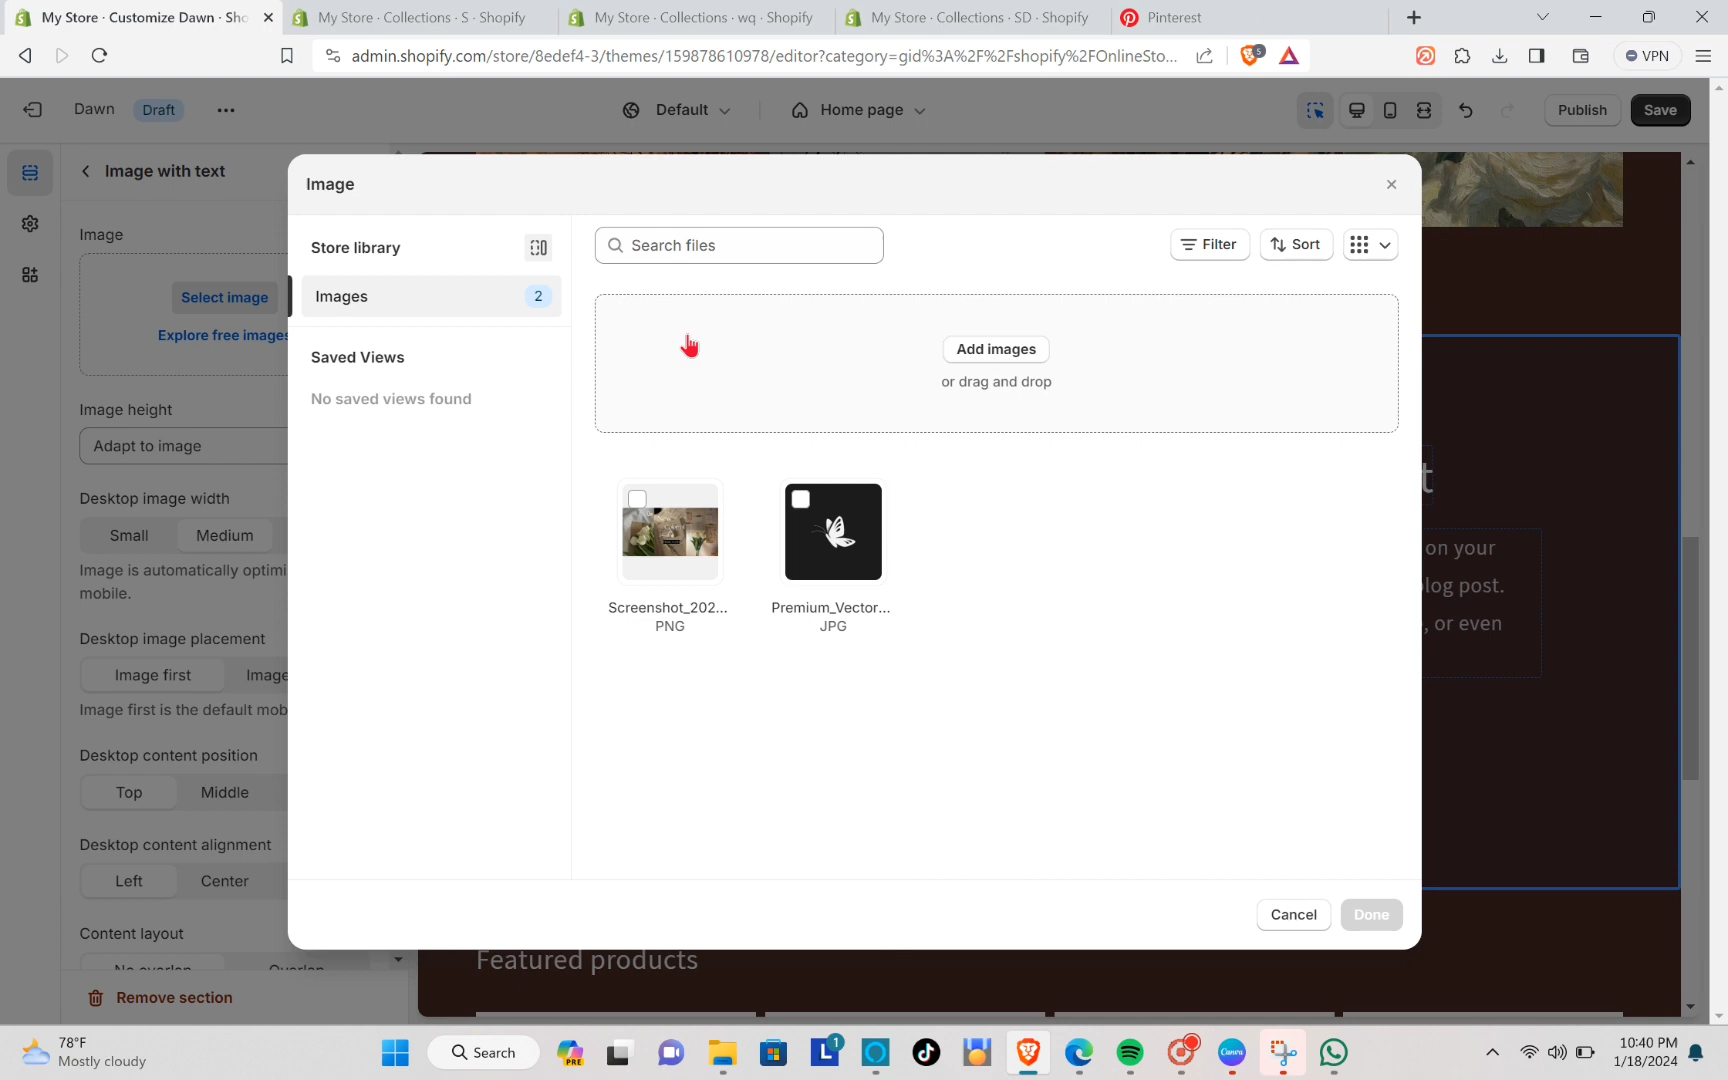 My Store · Customize Dawn · Sho
My Store · Collections · S · Shopify
My Store · Collections · wq · Shopify
My Store · Collections · SD · Shopify
Pinterest
admin.shopify.com/store/8edef4-3/themes/159878610978/editor?category=gid%3A%2F%2Fshopify%2FOnlineSto...
5
VPN
Dawn
Draft
Default
Home page
Publish
Save
Image with text
Image
Select image
Explore free images
Image height
Adapt to image
Desktop image width
Small
Medium
Image is automatically optimi
mobile.
Desktop image placement
Image first
Image
Image first is the default mob
Desktop content position
Top
Middle
Desktop content alignment
Left
Center
Content layout
No overlap
Overlap
Remove section
Image
Store library
Images
2
Saved Views
No saved views found
Search files
Filter
Sort
Add images
or drag and drop
Screenshot_202...
PNG
Premium_Vector...
JPG
Cancel
Done
t
on your
log post.
, or even
Featured products
78°F
Mostly cloudy
Search
PRE
L
1
Canva
10:40 PM
1/18/2024